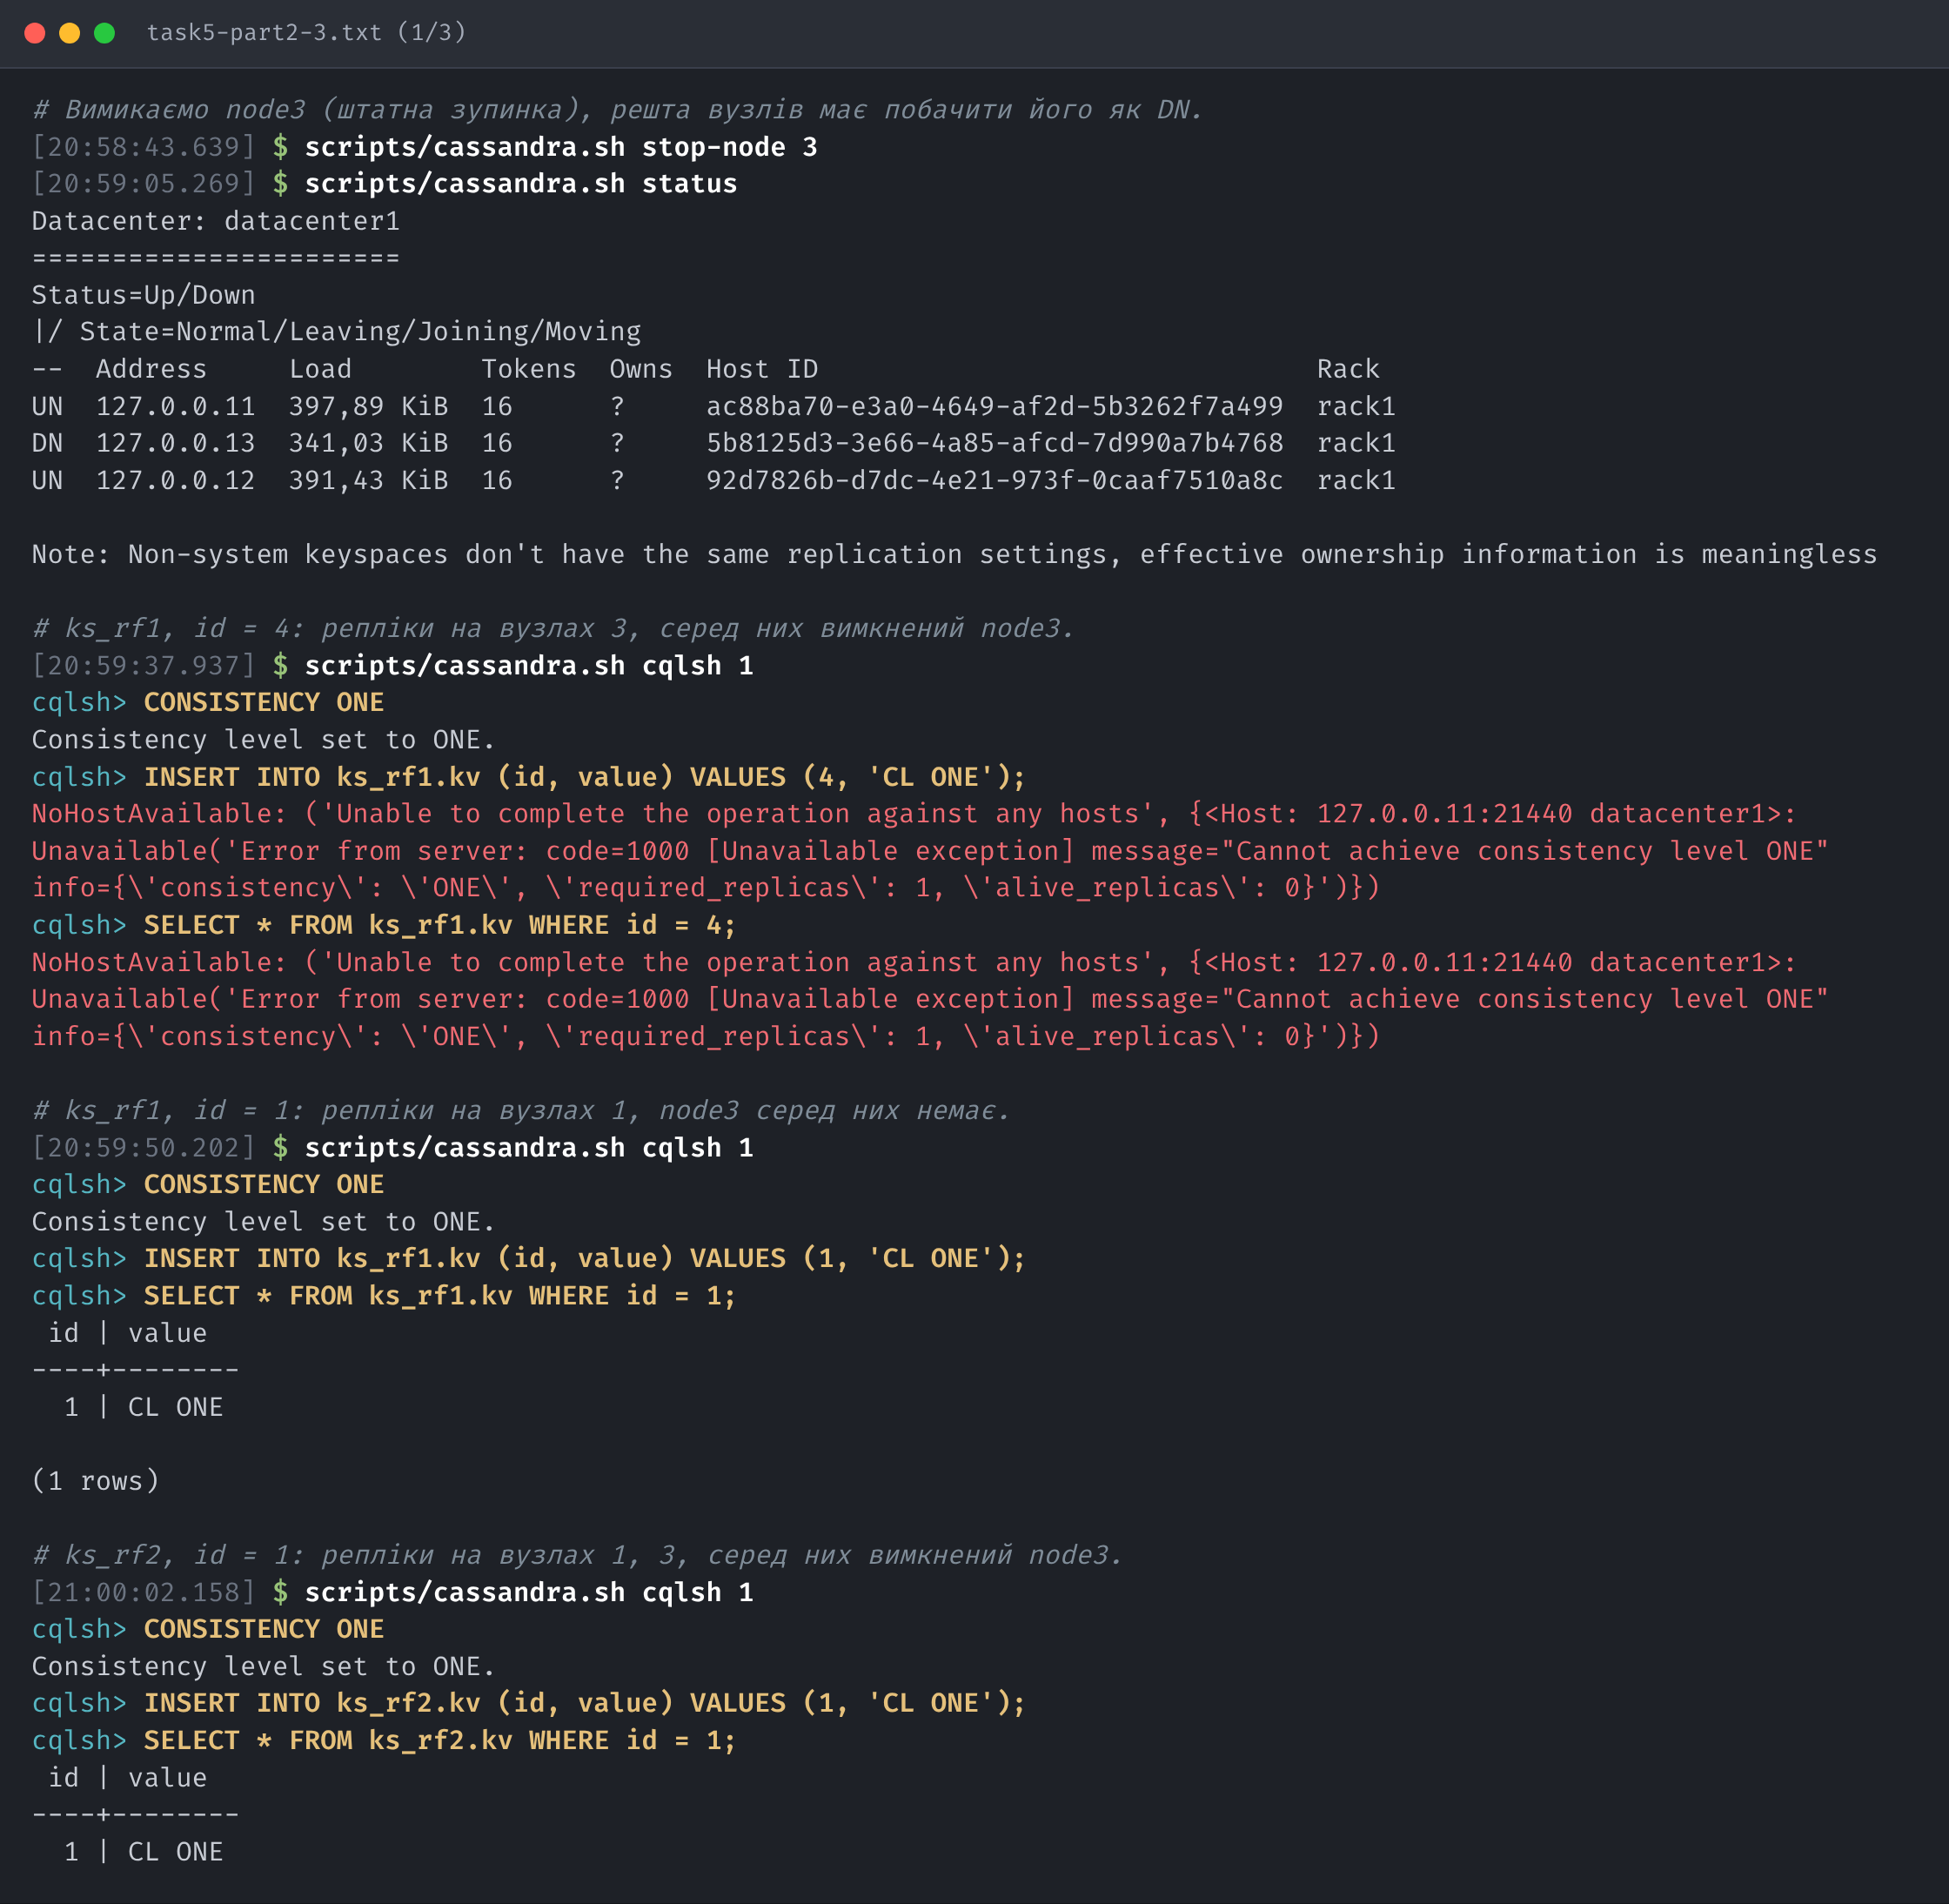 task5-part2-3.txt (1/3)
# Вимикаємо node3 (штатна зупинка), решта вузлів має побачити його як DN.
[20:58:43.639] $ scripts/cassandra.sh stop-node 3
[20:59:05.269] $ scripts/cassandra.sh status
Datacenter: datacenter1
=======================
Status=Up/Down
|/ State=Normal/Leaving/Joining/Moving
--  Address     Load        Tokens  Owns  Host ID                               Rack
UN  127.0.0.11  397,89 KiB  16      ?     ac88ba70-e3a0-4649-af2d-5b3262f7a499  rack1
DN  127.0.0.13  341,03 KiB  16      ?     5b8125d3-3e66-4a85-afcd-7d990a7b4768  rack1
UN  127.0.0.12  391,43 KiB  16      ?     92d7826b-d7dc-4e21-973f-0caaf7510a8c  rack1
Note: Non-system keyspaces don't have the same replication settings, effective ownership information is meaningless
# ks_rf1, id = 4: репліки на вузлах 3, серед них вимкнений node3.
[20:59:37.937] $ scripts/cassandra.sh cqlsh 1
cqlsh> CONSISTENCY ONE
Consistency level set to ONE.
cqlsh> INSERT INTO ks_rf1.kv (id, value) VALUES (4, 'CL ONE');
NoHostAvailable: ('Unable to complete the operation against any hosts', {<Host: 127.0.0.11:21440 datacenter1>:
Unavailable('Error from server: code=1000 [Unavailable exception] message="Cannot achieve consistency level ONE"
info={\'consistency\': \'ONE\', \'required_replicas\': 1, \'alive_replicas\': 0}')})
cqlsh> SELECT * FROM ks_rf1.kv WHERE id = 4;
NoHostAvailable: ('Unable to complete the operation against any hosts', {<Host: 127.0.0.11:21440 datacenter1>:
Unavailable('Error from server: code=1000 [Unavailable exception] message="Cannot achieve consistency level ONE"
info={\'consistency\': \'ONE\', \'required_replicas\': 1, \'alive_replicas\': 0}')})
# ks_rf1, id = 1: репліки на вузлах 1, node3 серед них немає.
[20:59:50.202] $ scripts/cassandra.sh cqlsh 1
cqlsh> CONSISTENCY ONE
Consistency level set to ONE.
cqlsh> INSERT INTO ks_rf1.kv (id, value) VALUES (1, 'CL ONE');
cqlsh> SELECT * FROM ks_rf1.kv WHERE id = 1;
 id | value
----+--------
  1 | CL ONE
(1 rows)
# ks_rf2, id = 1: репліки на вузлах 1, 3, серед них вимкнений node3.
[21:00:02.158] $ scripts/cassandra.sh cqlsh 1
cqlsh> CONSISTENCY ONE
Consistency level set to ONE.
cqlsh> INSERT INTO ks_rf2.kv (id, value) VALUES (1, 'CL ONE');
cqlsh> SELECT * FROM ks_rf2.kv WHERE id = 1;
 id | value
----+--------
  1 | CL ONE